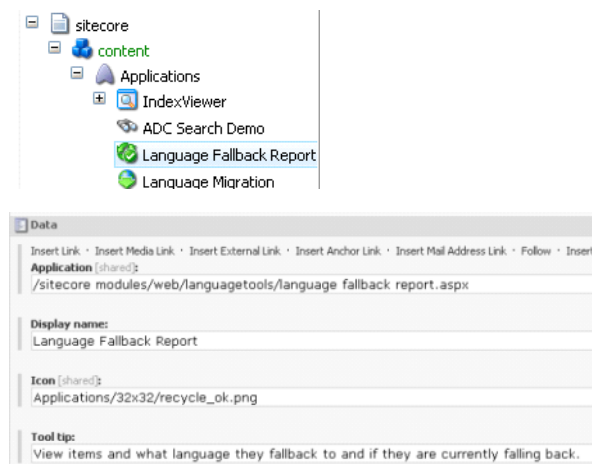 sitecore
content
Applications
IndexViewer
ADC Search Demo
Language Fallback Report
Language Migration
Data
Insert Link · Insert Media Link · Insert External Link · Insert Anchor Link · Insert Mail Address Link · Follow · Insert
Application [shared]:
/sitecore modules/web/languagetools/language fallback report.aspx
Display name:
Language Fallback Report
Icon [shared]:
Applications/32x32/recycle_ok.png
Tool tip:
View items and what language they fallback to and if they are currently falling back.